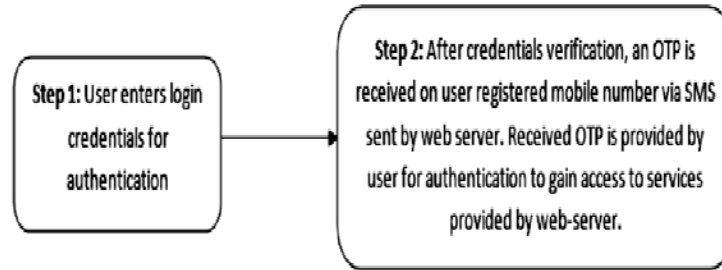 Step 1: User enters login
credentials for
authentication
Step 2: After credentials verification, an OTP is
received on user registered mobile number via SMS
sent by web server. Received OTP is provided by
user for authentication to gain access to services
provided by web-server.